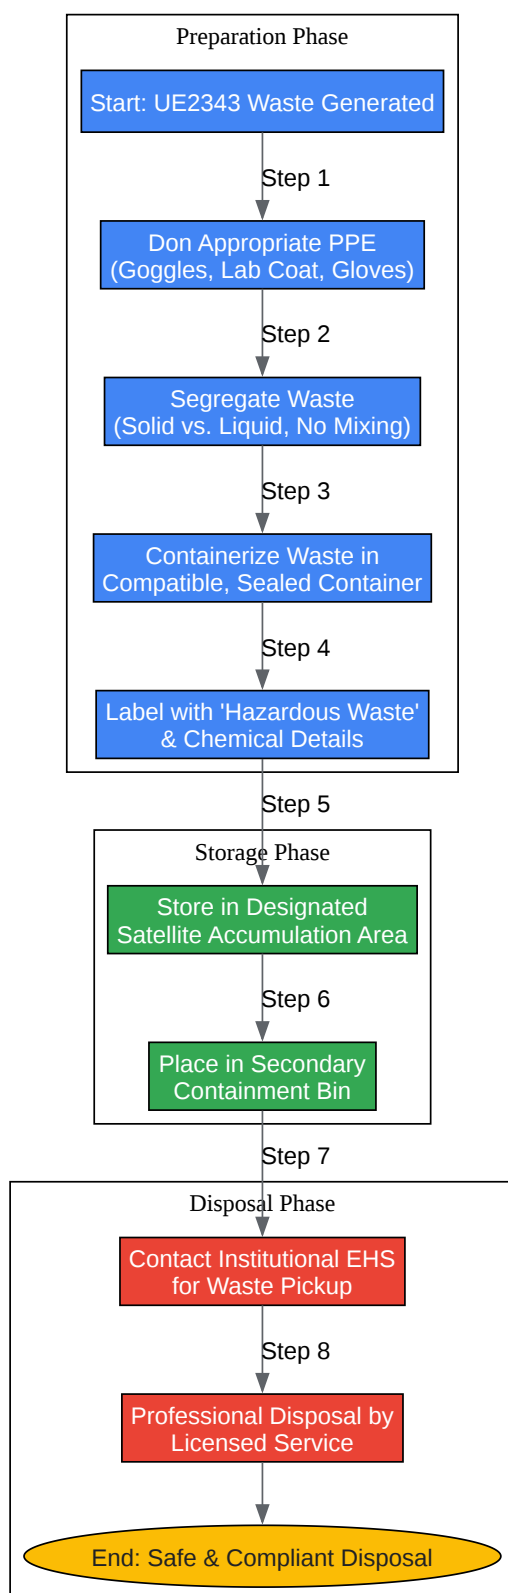 Preparation Phase
Start: UE2343 Waste Generated
Step 1
Don Appropriate PPE
(Goggles, Lab Coat, Gloves)
Step 2
Segregate Waste
(Solid vs. Liquid, No Mixing)
Step 3
Containerize Waste in
Compatible, Sealed Container
Step 4
Label with 'Hazardous Waste'
& Chemical Details
Step 5
Storage Phase
Store in Designated
Satellite Accumulation Area
Step 6
Place in Secondary
Containment Bin
Step 7
Disposal Phase
Contact Institutional EHS
for Waste Pickup
Step 8
Professional Disposal by
Licensed Service
End: Safe & Compliant Disposal